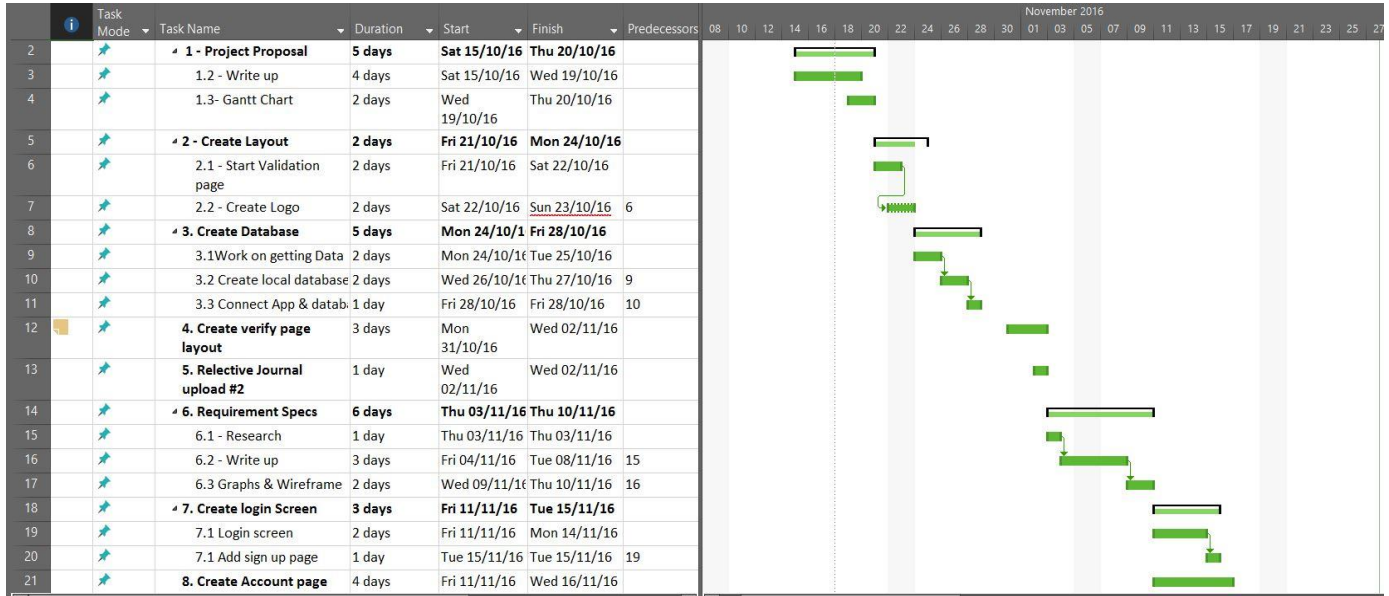 November 2016
Task
Mode Task Name Duration Start Finish Predecessors 08 10 12 14 16 18 20 22 24 26 28 30 01 03 05 07 09 11 13 15 17 19 21 23 25 27
2 1 - Project Proposal 5 days Sat 15/10/16 Thu 20/10/16
3 1.2 - Write up 4 days Sat 15/10/16 Wed 19/10/16
4 1.3- Gantt Chart 2 days Wed Thu 20/10/16
19/10/16
5 2 - Create Layout 2 days Fri 21/10/16 Mon 24/10/16
6 2.1 - Start Validation 2 days Fri 21/10/16 Sat 22/10/16
page
7 2.2 - Create Logo 2 days Sat 22/10/16 Sun 23/10/16 6
8 3. Create Database 5 days Mon 24/10/1 Fri 28/10/16
9 3.1Work on getting Data 2 days Mon 24/10/16 Tue 25/10/16
10 3.2 Create local database 2 days Wed 26/10/16 Thu 27/10/16 9
11 3.3 Connect App & datab 1 day Fri 28/10/16 Fri 28/10/16 10
12 4. Create verify page 3 days Mon Wed 02/11/16
layout 31/10/16
13 5. Relective Journal 1 day Wed Wed 02/11/16
upload #2 02/11/16
14 6. Requirement Specs 6 days Thu 03/11/16 Thu 10/11/16
15 6.1 - Research 1 day Thu 03/11/16 Thu 03/11/16
16 6.2 - Write up 3 days Fri 04/11/16 Tue 08/11/16 15
17 6.3 Graphs & Wireframe 2 days Wed 09/11/16 Thu 10/11/16 16
18 7. Create login Screen 3 days Fri 11/11/16 Tue 15/11/16
19 7.1 Login screen 2 days Fri 11/11/16 Mon 14/11/16
20 7.1 Add sign up page 1 day Tue 15/11/16 Tue 15/11/16 19
21 8. Create Account page 4 days Fri 11/11/16 Wed 16/11/16